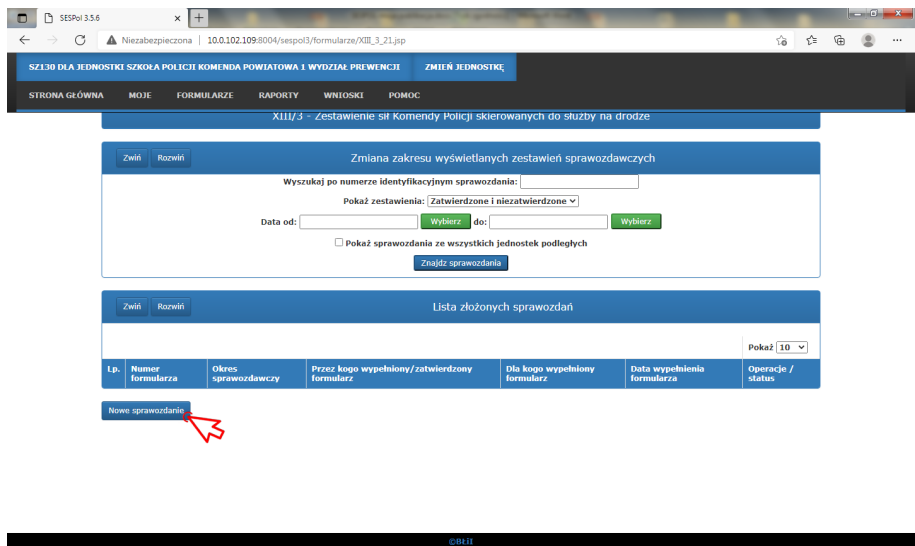 SESPol 3.5.6
Niezabezpieczona | 10.0.102.109:8004/sespol3/formularze/XIII_3_21.jsp
SZ130 DLA JEDNOSTKI SZKOŁA POLICJI KOMENDA POWIATOWA 1 WYDZIAŁ PREWENCJI ZMIEŃ JEDNOSTKĘ
STRONA GŁÓWNA MOJE FORMULARZE RAPORTY WNIOSKI POMOC
XIII/3 - Zestawienie sił Komendy Policji skierowanych do służby na drodze
Zwiń Rozwiń Zmiana zakresu wyświetlanych zestawień sprawozdawczych
Wyszukaj po numerze identyfikacyjnym sprawozdania:
Pokaż zestawienia: Zatwierdzone i niezatwierdzone
Data od: Wybierz do: Wybierz
Pokaż sprawozdania ze wszystkich jednostek podległych
Znajdz sprawozdania
Zwiń Rozwiń Lista złożonych sprawozdań
Pokaż 10
Lp. Numer formularza Okres sprawozdawczy Przez kogo wypełniony/zatwierdzony formularz Dla kogo wypełniony formularz Data wypełnienia formularza Operacje / status
Nowe sprawozdanie
©BŁiI